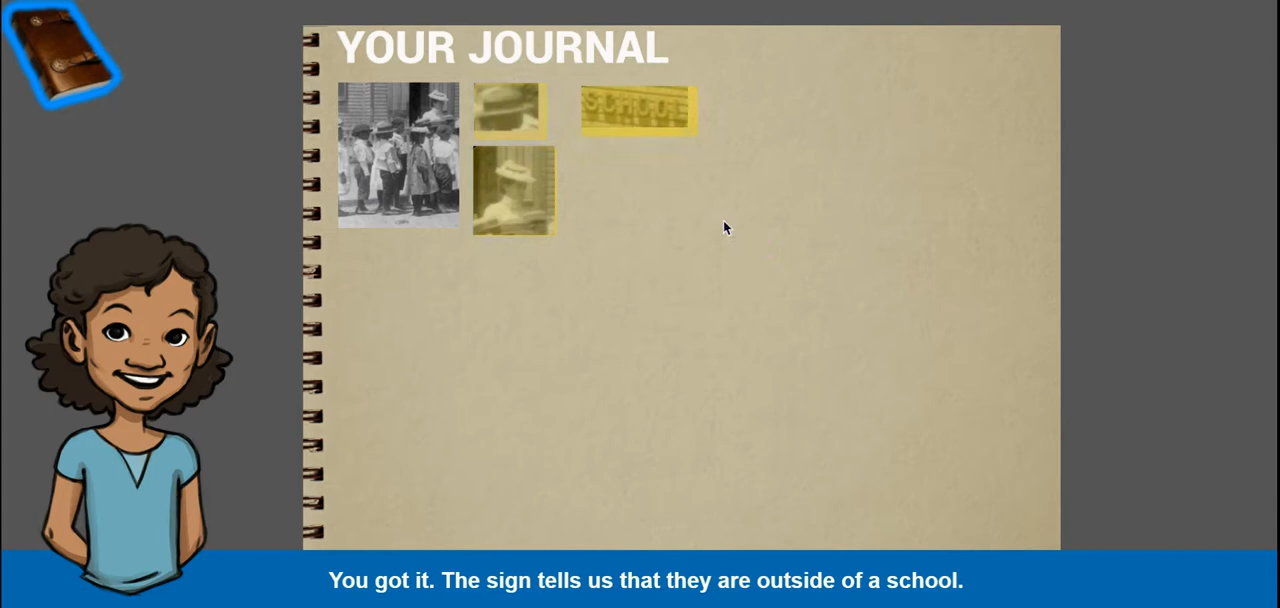 YOUR JOURNAL
SCHOOL
You got it. The sign tells us that they are outside of a school.